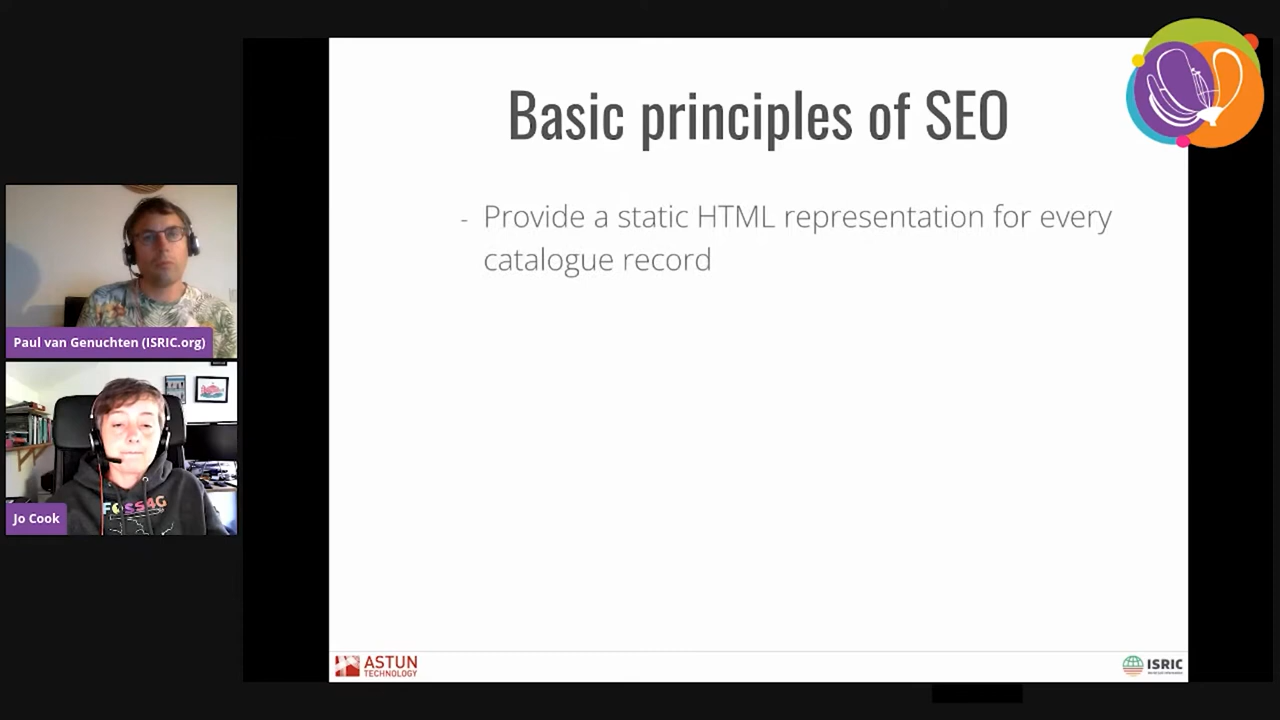 Basic principles of SEO
- Provide a static HTML representation for every
catalogue record
Paul van Genuchten (ISRIC.org)
FOSS4G
Jo Cook
ASTUN
TECHNOLOGY
ISRIC